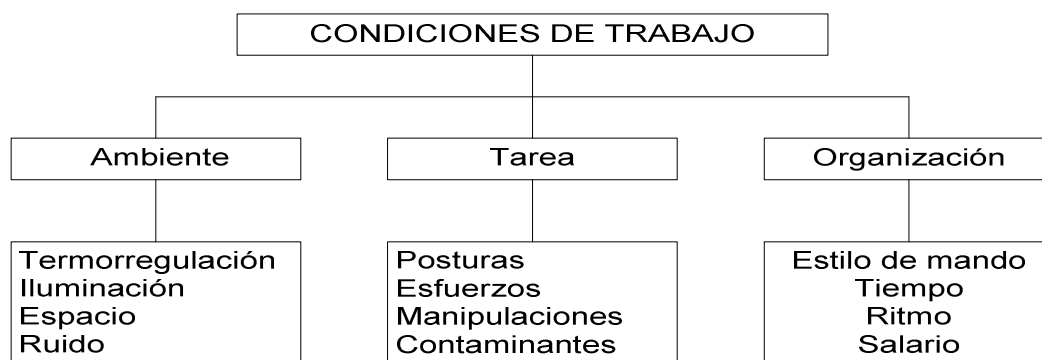 CONDICIONES DE TRABAJO
Ambiente
Tarea
Organización
Termorregulación
Iluminación
Espacio
Ruido
Posturas
Esfuerzos
Manipulaciones
Contaminantes
Estilo de mando
Tiempo
Ritmo
Salario